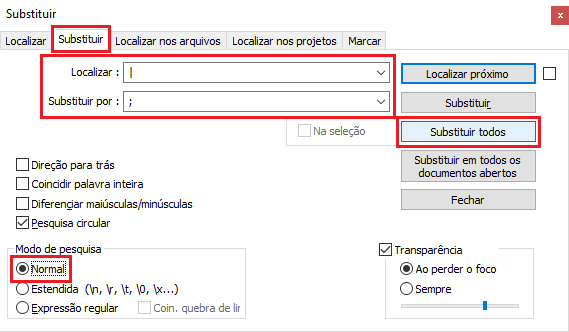 Substituir
x
Localizar Substituir Localizar nos arquivos Localizar nos projetos Marcar
Localizar : |
Localizar próximo
Substituir por : ;
Substituir
Na seleção
Substituir todos
Substituir em todos os
documentos abertos
Fechar
Direção para trás
Coincidir palavra inteira
Diferenciar maiúsculas/minúsculas
Pesquisa circular
Modo de pesquisa
Normal
Estendida (\n, \r, \t, \0, \x...)
Expressão regular
Coin. quebra de lir
Transparência
Ao perder o foco
Sempre